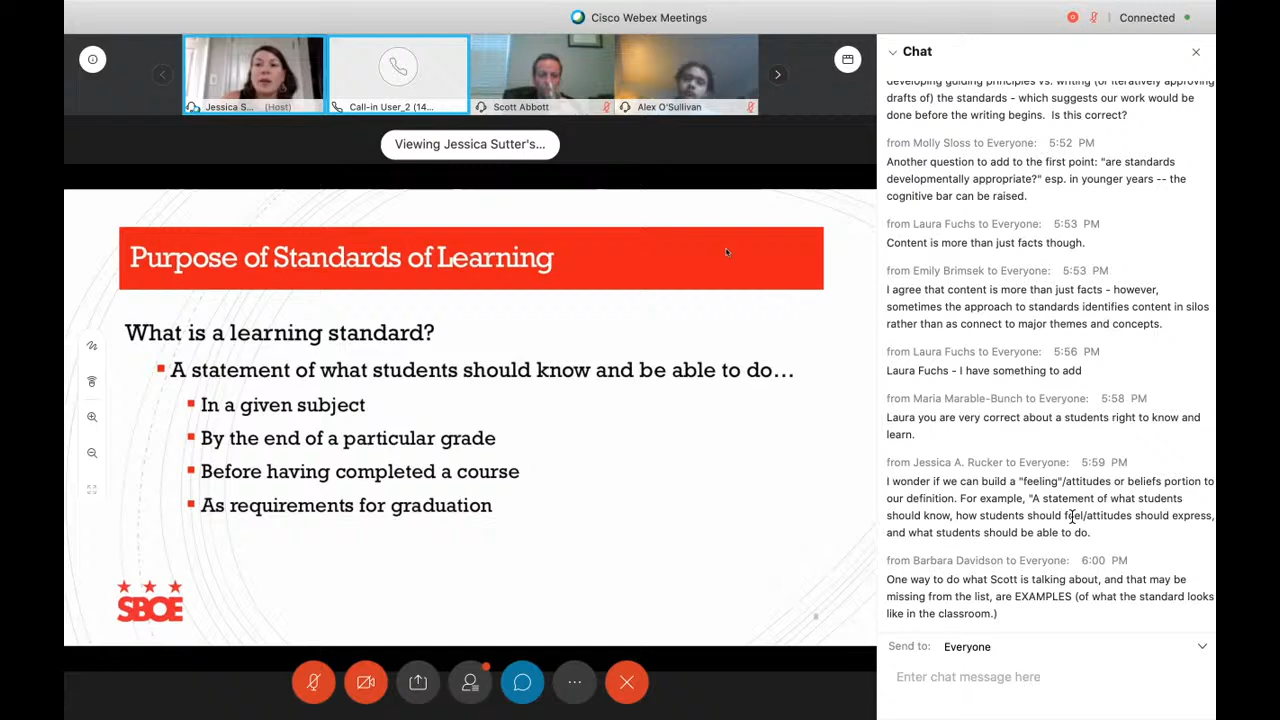 Cisco Webex Meetings
Connected
Jessica S... (Host)
Call-in User_2 (14...
Scott Abbott
Alex O'Sullivan
Viewing Jessica Sutter's...
Purpose of Standards of Learning
What is a learning standard?
A statement of what students should know and be able to do...
In a given subject
By the end of a particular grade
Before having completed a course
As requirements for graduation
SBOE
8
Chat
developing guiding principles vs. writing (or iteratively approving
drafts of) the standards - which suggests our work would be
done before the writing begins. Is this correct?
from Molly Sloss to Everyone: 5:52 PM
Another question to add to the first point: "are standards
developmentally appropriate?" esp. in younger years -- the
cognitive bar can be raised.
from Laura Fuchs to Everyone: 5:53 PM
Content is more than just facts though.
from Emily Brimsek to Everyone: 5:53 PM
I agree that content is more than just facts - however,
sometimes the approach to standards identifies content in silos
rather than as connect to major themes and concepts.
from Laura Fuchs to Everyone: 5:56 PM
Laura Fuchs - I have something to add
from Maria Marable-Bunch to Everyone: 5:58 PM
Laura you are very correct about a students right to know and
learn.
from Jessica A. Rucker to Everyone: 5:59 PM
I wonder if we can build a "feeling"/attitudes or beliefs portion to
our definition. For example, "A statement of what students
should know, how students should feel/attitudes should express,
and what students should be able to do.
from Barbara Davidson to Everyone: 6:00 PM
One way to do what Scott is talking about, and that may be
missing from the list, are EXAMPLES (of what the standard looks
like in the classroom.)
Send to: Everyone
Enter chat message here